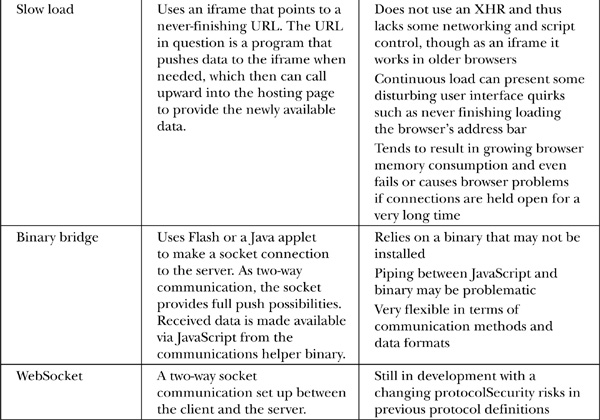 Slow load
Uses an iframe that points to a
never-finishing URL. The URL
in question is a program that
pushes data to the iframe when
needed, which then can call
upward into the hosting page
to provide the newly available
data.
Does not use an XHR and thus
lacks some networking and script
control, though as an iframe it
works in older browsers
Continuous load can present some
disturbing user interface quirks
such as never finishing loading
the browser's address bar
Tends to result in growing browser
memory consumption and even
fails or causes browser problems
if connections are held open for a
very long time
Binary bridge
Uses Flash or a Java applet
to make a socket connection
to the server. As two-way
communication, the socket
provides full push possibilities.
Received data is made available
via JavaScript from the
communications helper binary.
Relies on a binary that may not be
installed
Piping between JavaScript and
binary may be problematic
Very flexible in terms of
communication methods and
data formats
WebSocket
A two-way socket
communication set up between
the client and the server.
Still in development with a
changing protocolSecurity risks in
previous protocol definitions